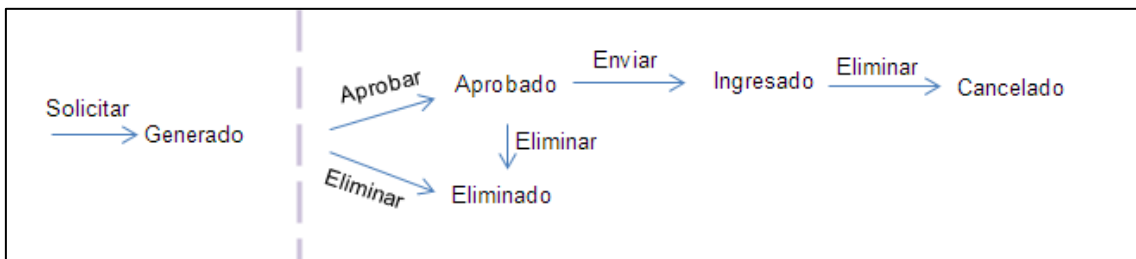 Solicitar
Generado
Aprobar
Aprobado
Enviar
Ingresado
Eliminar
Cancelado
Eliminar
Eliminar
Eliminado